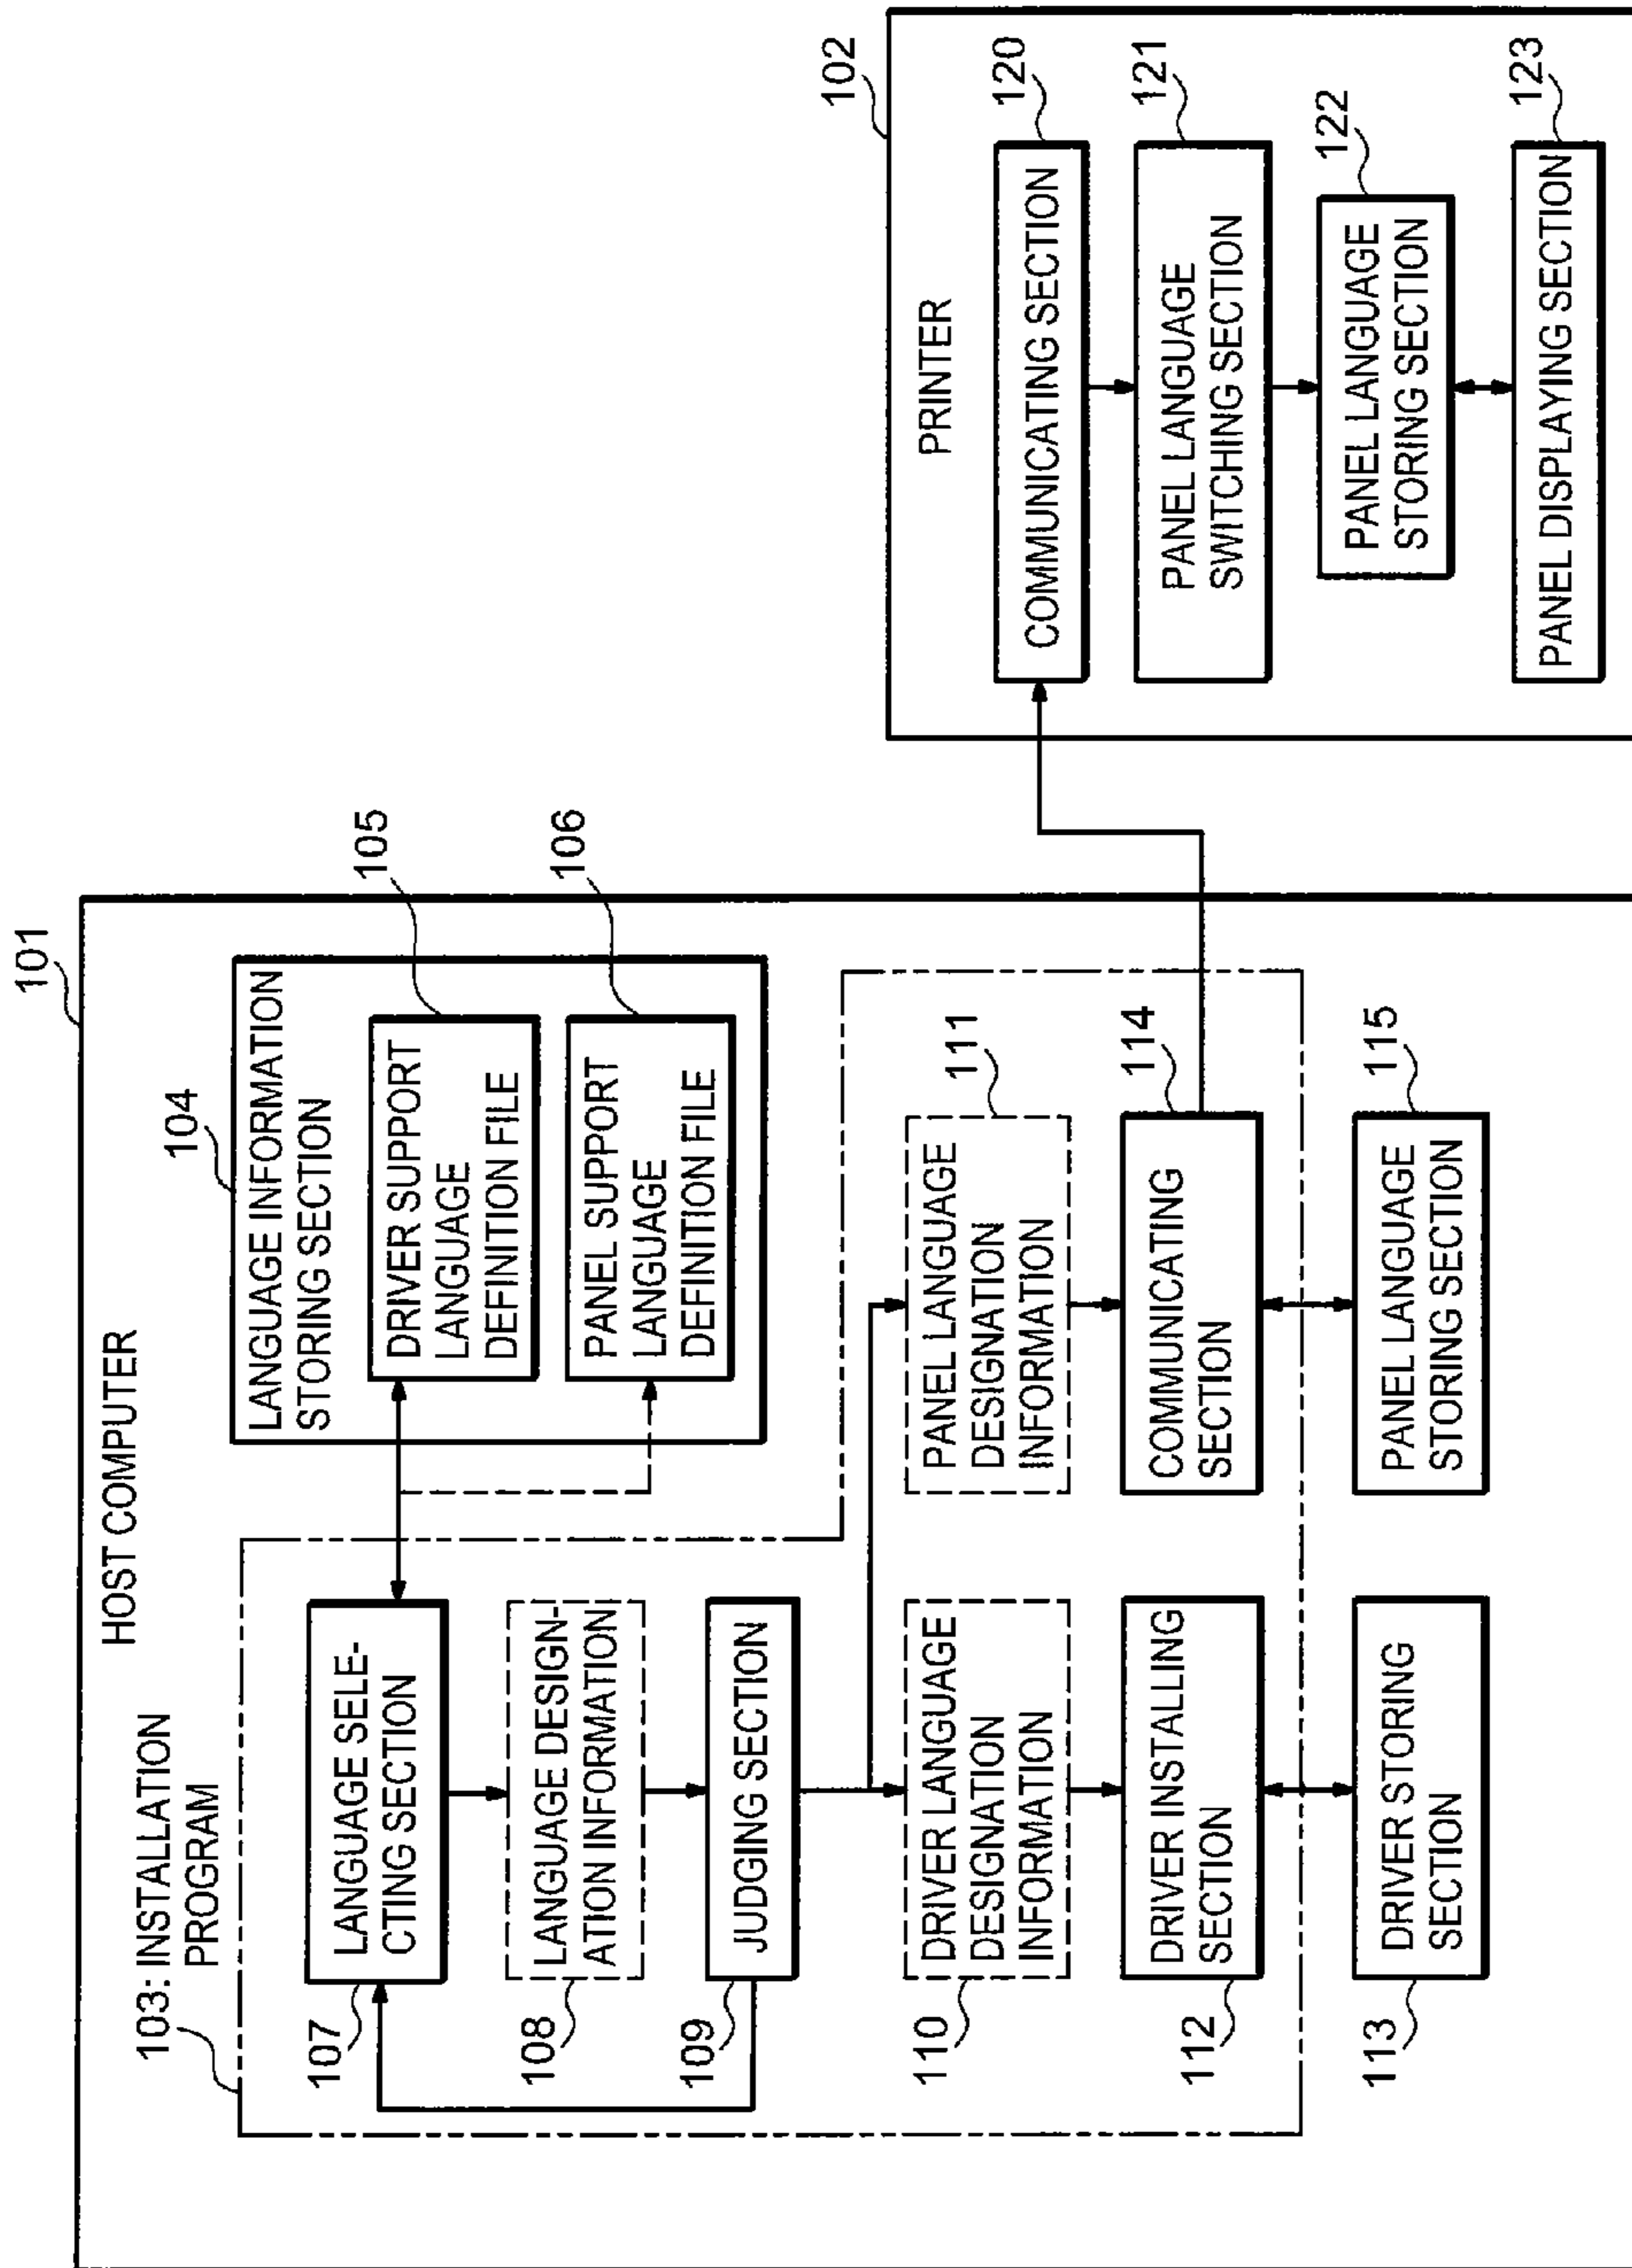 101
HOST COMPUTER
103: INSTALLATION
PROGRAM
104
LANGUAGE INFORMATION
STORING SECTION
105
DRIVER SUPPORT
LANGUAGE
DEFINITION FILE
106
PANEL SUPPORT
LANGUAGE
DEFINITION FILE
107
LANGUAGE SELE-
CTING SECTION
108
LANGUAGE DESIGN-
ATION INFORMATION
109
JUDGING SECTION
110
DRIVER LANGUAGE
DESIGNATION
INFORMATION
111
PANEL LANGUAGE
DESIGNATION
INFORMATION
112
DRIVER INSTALLING
SECTION
114
COMMUNICATING
SECTION
113
DRIVER STORING
SECTION
115
PANEL LANGUAGE
STORING SECTION
102
PRINTER
120
COMMUNICATING SECTION
121
PANEL LANGUAGE
SWITCHING SECTION
122
PANEL LANGUAGE
STORING SECTION
123
PANEL DISPLAYING SECTION